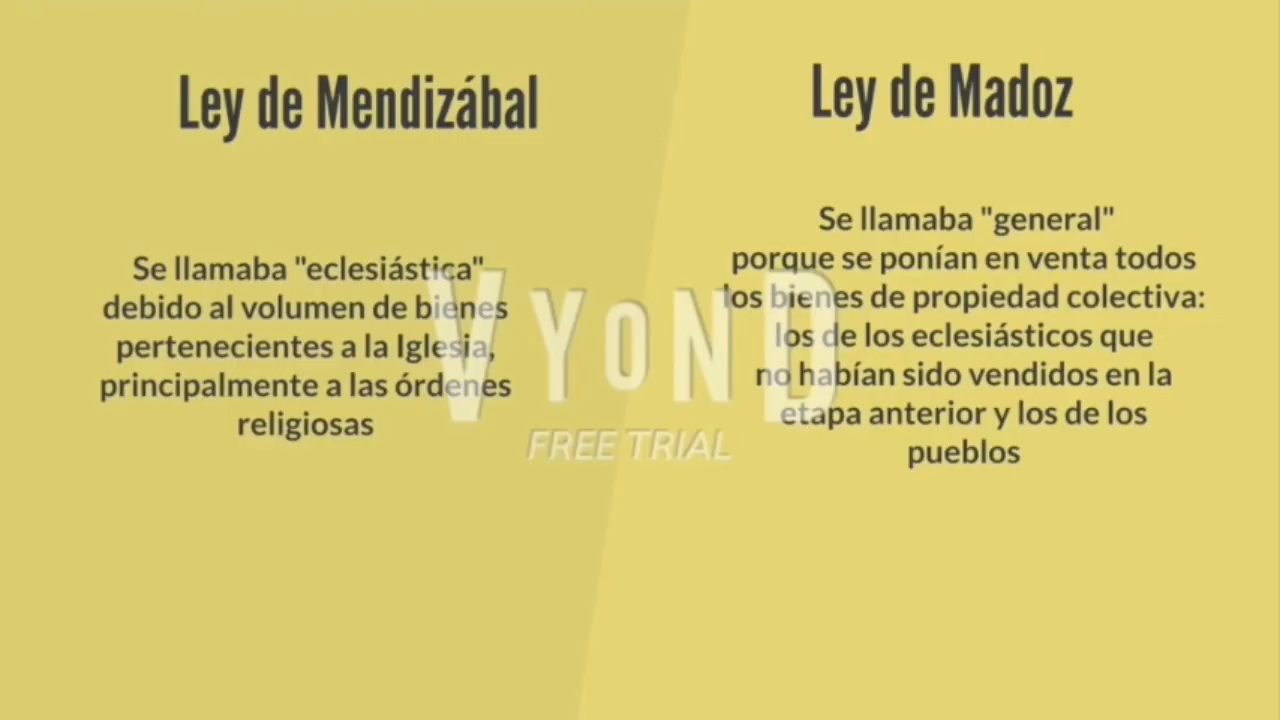 Ley de Mendizábal
Se llamaba "eclesiástica"
debido al volumen de bienes
pertenecientes a la Iglesia,
principalmente a las órdenes
religiosas
Ley de Madoz
Se llamaba "general"
porque se ponían en venta todos
los bienes de propiedad colectiva:
los de los eclesiásticos que
no habían sido vendidos en la
etapa anterior y los de los
pueblos
VYOND
FREE TRIAL